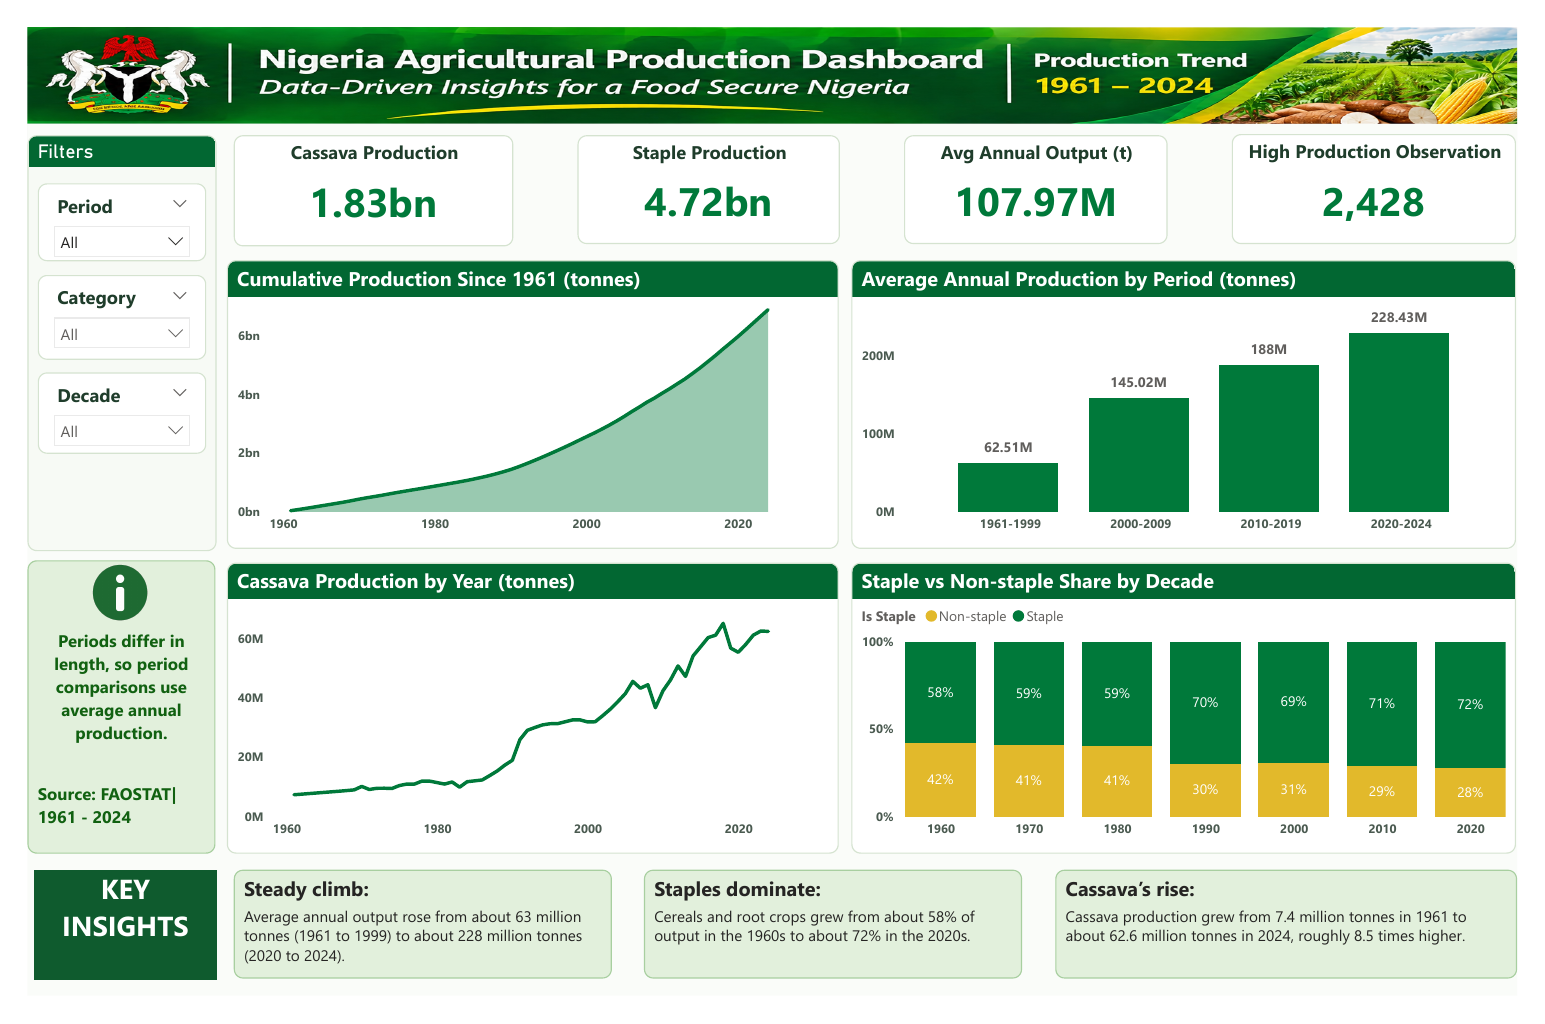 Nigeria Agricultural Production Dashboard
Data-Driven Insights for a Food Secure Nigeria
Production Trend
1961 – 2024
Filters
Period
All
Category
All
Decade
All
Cassava Production
1.83bn
Staple Production
4.72bn
Avg Annual Output (t)
107.97M
High Production Observation
2,428
Cumulative Production Since 1961 (tonnes)
6bn
4bn
2bn
0bn
1960 1980 2000 2020
Average Annual Production by Period (tonnes)
200M
100M
0M
62.51M
145.02M
188M
228.43M
1961-1999 2000-2009 2010-2019 2020-2024
Periods differ in
length, so period
comparisons use
average annual
production.
Source: FAOSTAT|
1961 - 2024
Cassava Production by Year (tonnes)
60M
40M
20M
0M
1960 1980 2000 2020
Staple vs Non-staple Share by Decade
Is Staple Non-staple Staple
100%
50%
0%
58% 59% 59% 70% 69% 71% 72%
42% 41% 41% 30% 31% 29% 28%
1960 1970 1980 1990 2000 2010 2020
KEY
INSIGHTS
Steady climb:
Average annual output rose from about 63 million
tonnes (1961 to 1999) to about 228 million tonnes
(2020 to 2024).
Staples dominate:
Cereals and root crops grew from about 58% of
output in the 1960s to about 72% in the 2020s.
Cassava’s rise:
Cassava production grew from 7.4 million tonnes in 1961 to
about 62.6 million tonnes in 2024, roughly 8.5 times higher.